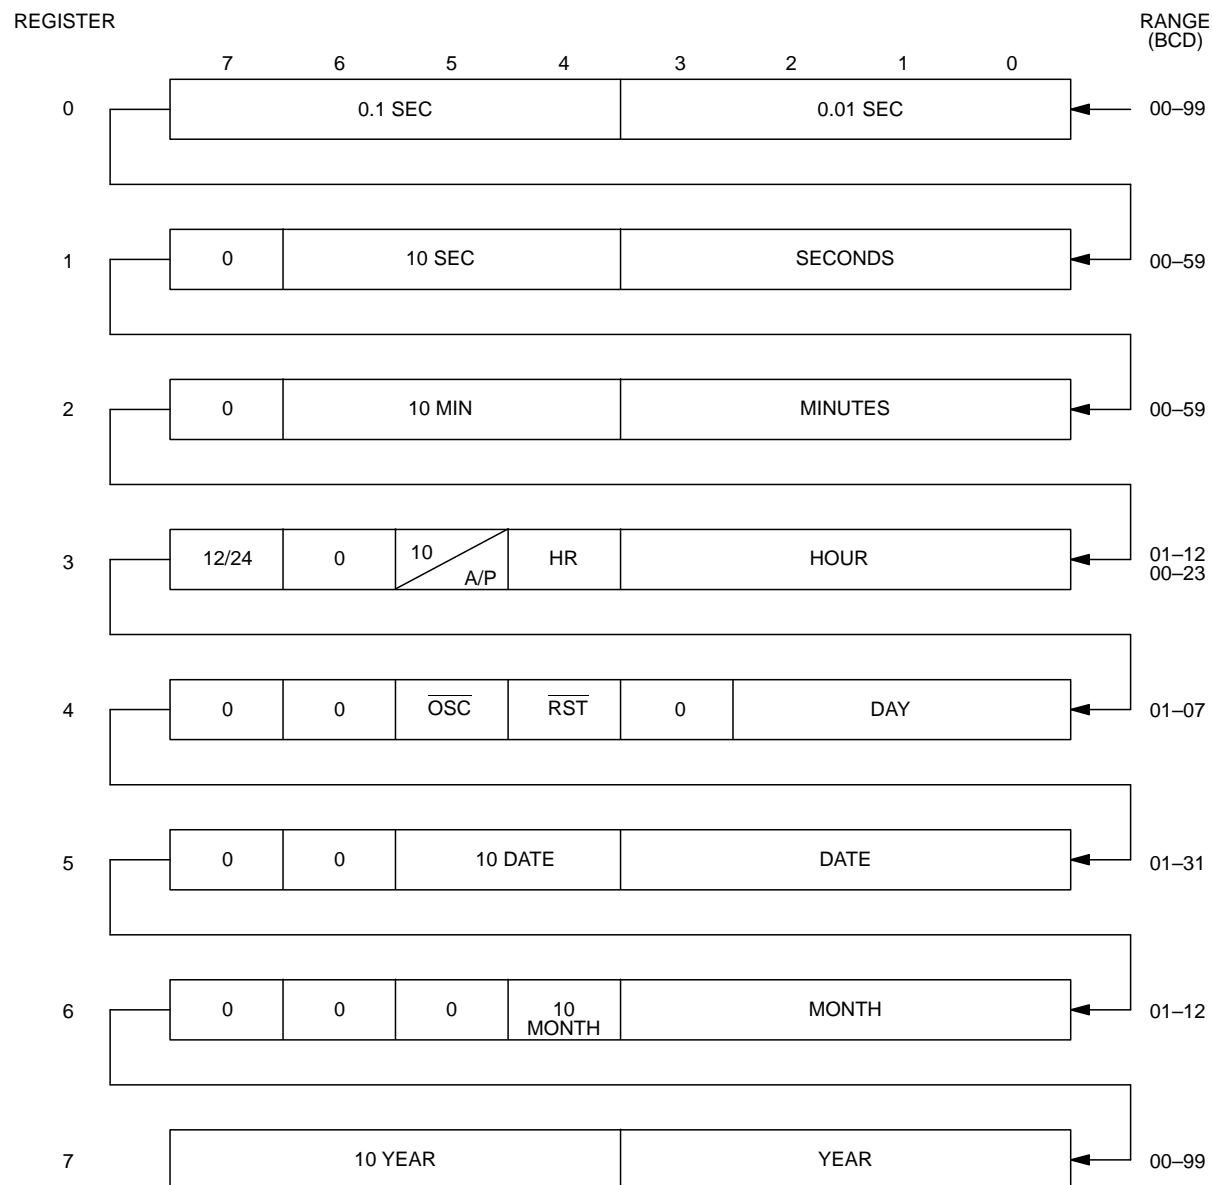 REGISTER
RANGE
(BCD)
7 6 5 4 3 2 1 0
0 0.1 SEC 0.01 SEC 00–99
1 0 10 SEC SECONDS 00–59
2 0 10 MIN MINUTES 00–59
3 12/24 0 10 A/P HR HOUR 01–12
00–23
4 0 0 OSC RST 0 DAY 01–07
5 0 0 10 DATE DATE 01–31
6 0 0 0 10 MONTH MONTH 01–12
7 10 YEAR YEAR 00–99